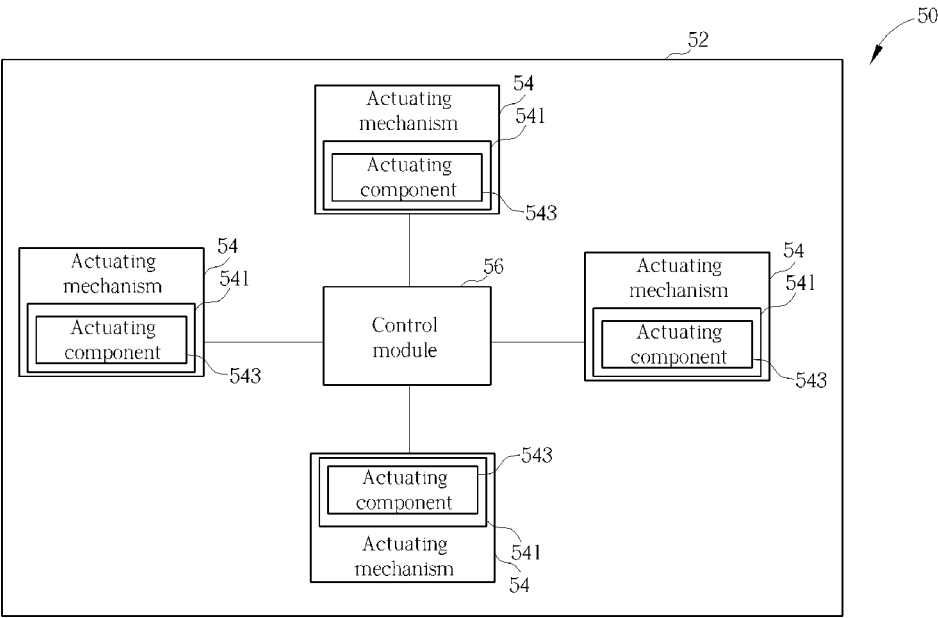 50
52
Actuating
mechanism
54
541
Actuating
component
543
Actuating
mechanism
54
541
Actuating
component
543
56
Control
module
Actuating
mechanism
54
541
Actuating
component
543
Actuating
component
543
541
Actuating
mechanism
54